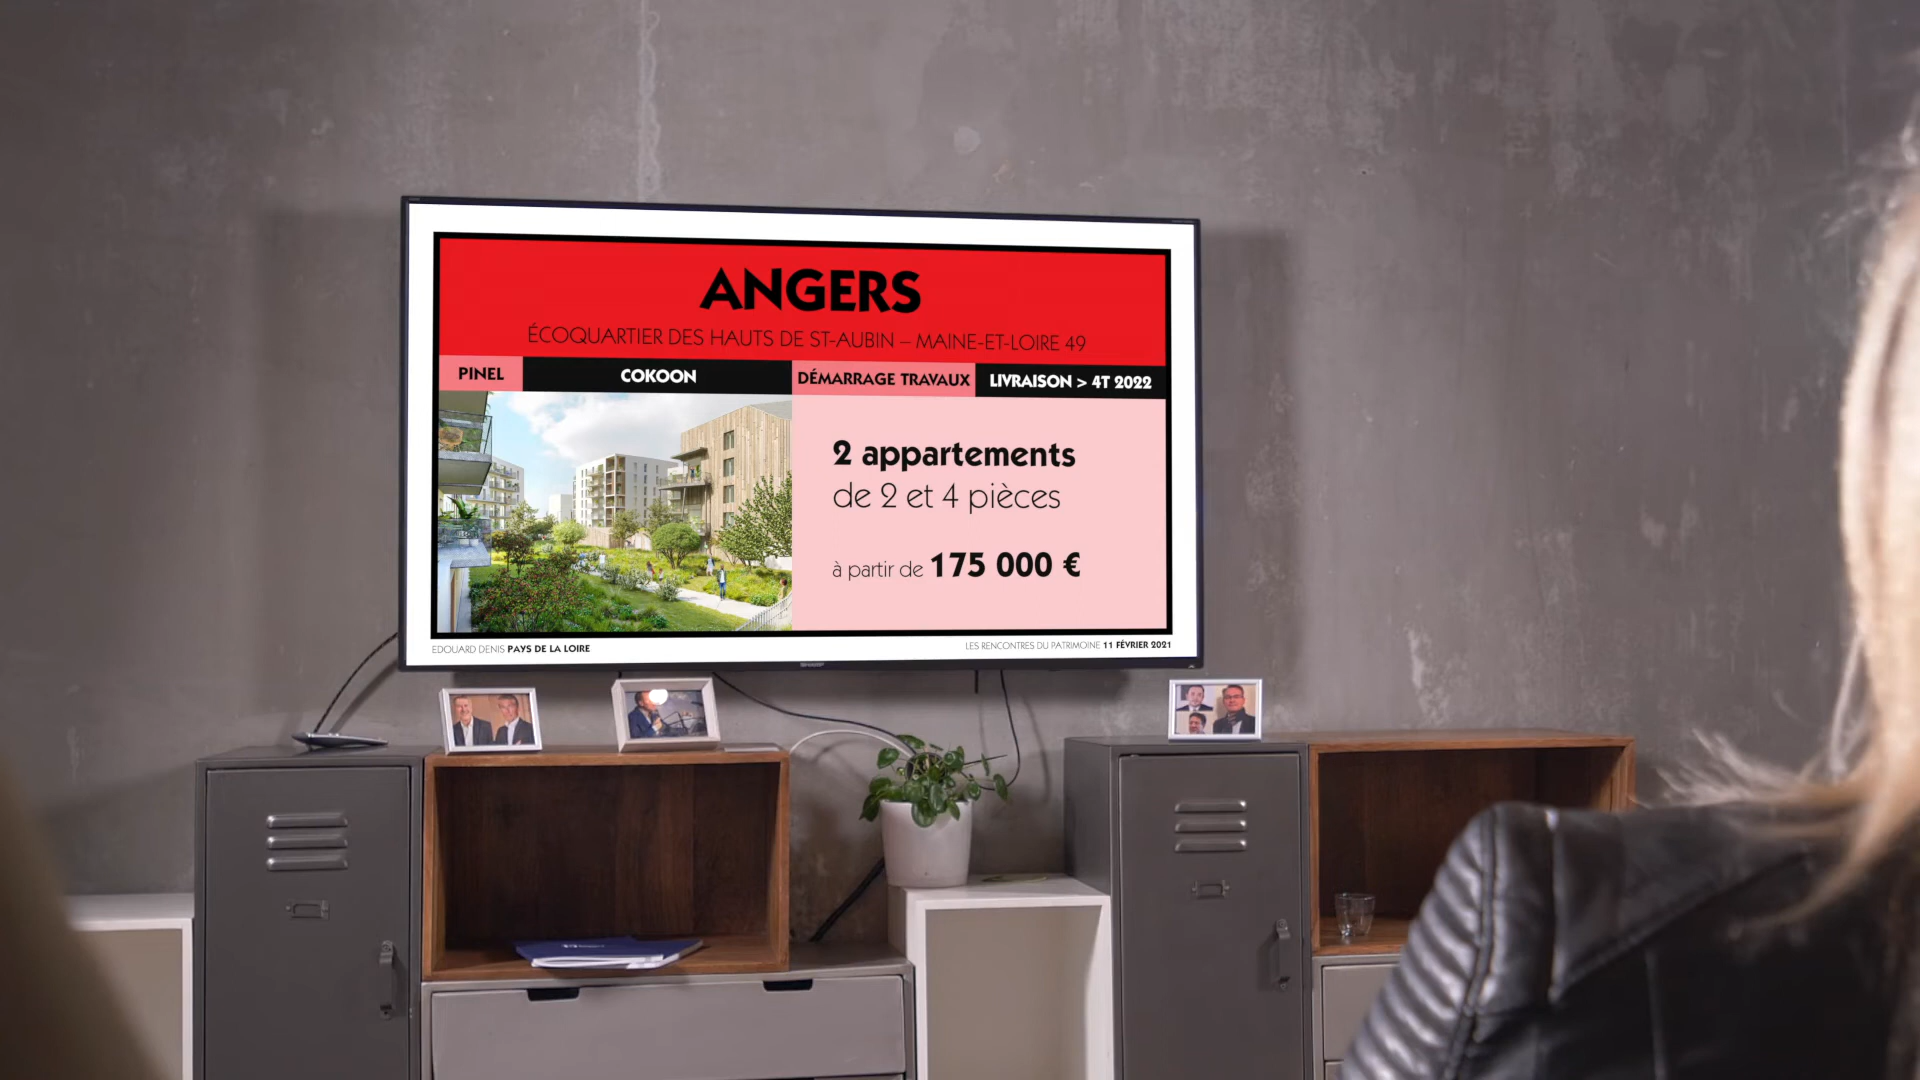 ANGERS
ÉCOQUARTIER DES HAUTS DE ST-AUBIN – MAINE-ET-LOIRE 49
PINEL
COKOON
DÉMARRAGE TRAVAUX
LIVRAISON > 4T 2022
2 appartements
de 2 et 4 pièces
à partir de 175 000 €
EDOUARD DENIS PAYS DE LA LOIRE
LES RENCONTRES DU PATRIMOINE 11 FÉVRIER 2021